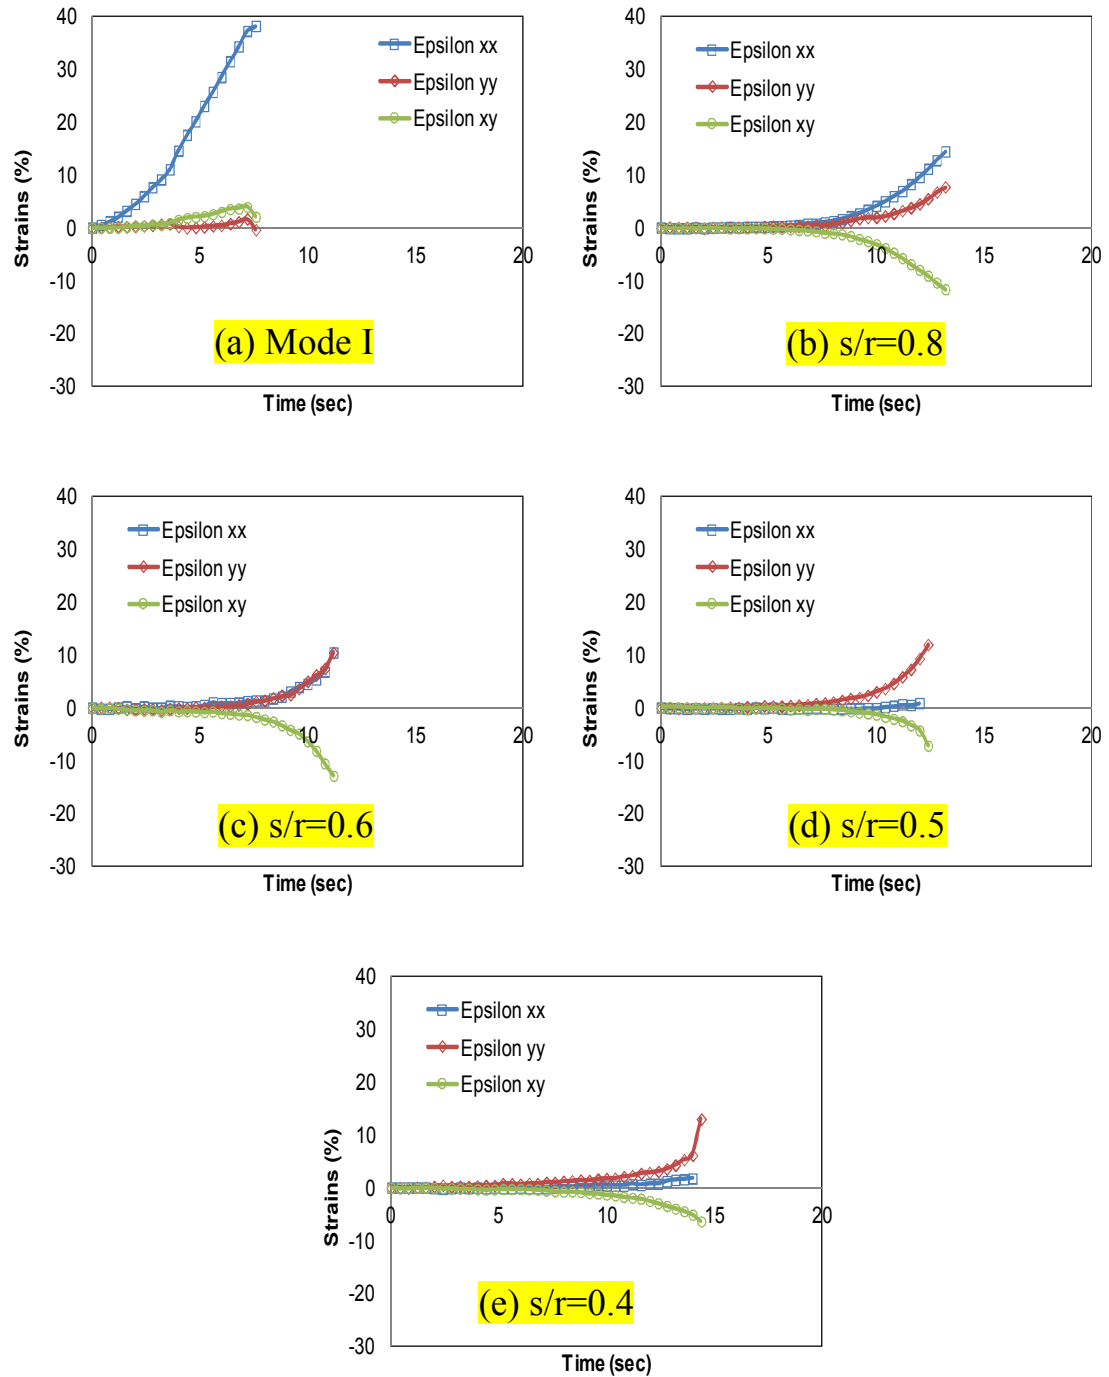 40
30
20
10
0
-10
-20
-30
0
5
10
15
20
Strains (%)
Time (sec)
Epsilon xx
Epsilon yy
Epsilon xy
(a) Mode I
40
30
20
10
0
-10
-20
-30
0
5
10
15
20
Strains (%)
Time (sec)
Epsilon xx
Epsilon yy
Epsilon xy
(b) s/r=0.8
40
30
20
10
0
-10
-20
-30
0
5
10
15
20
Strains (%)
Time (sec)
Epsilon xx
Epsilon yy
Epsilon xy
(c) s/r=0.6
40
30
20
10
0
-10
-20
-30
0
5
10
15
20
Strains (%)
Time (sec)
Epsilon xx
Epsilon yy
Epsilon xy
(d) s/r=0.5
40
30
20
10
0
-10
-20
-30
0
5
10
15
20
Strains (%)
Time (sec)
Epsilon xx
Epsilon yy
Epsilon xy
(e) s/r=0.4